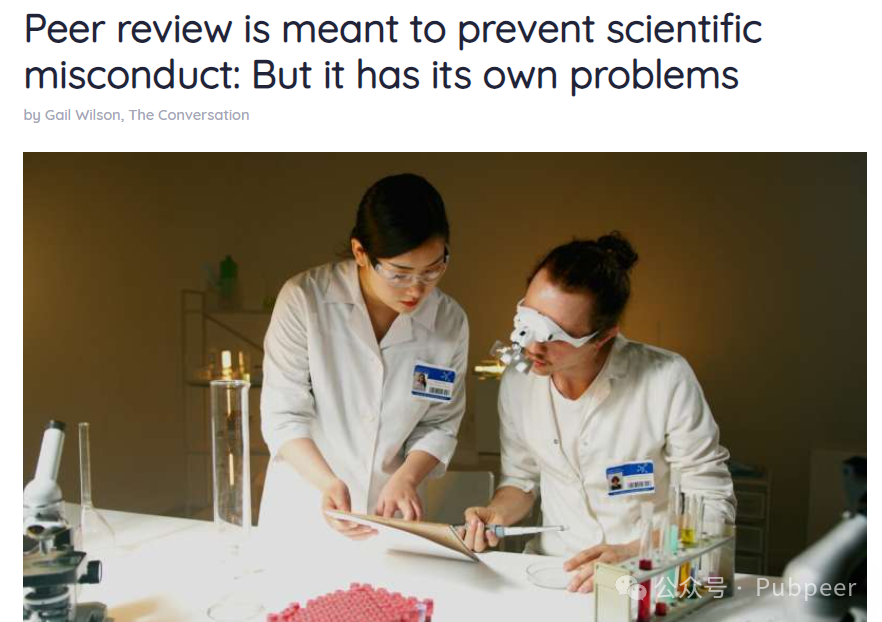 Peer review is meant to prevent scientific
misconduct: But it has its own problems
by Gail Wilson, The Conversation
公众号 · Pubpeer